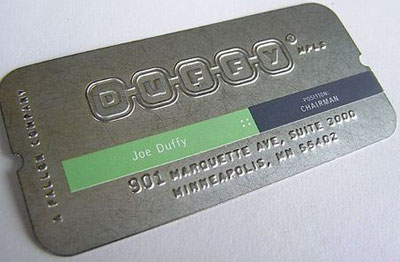 DUFFY® MPLS
A FALLON COMPANY
Joe Duffy
POSITION:
CHAIRMAN
901 MARQUETTE AVE, SUITE 3000
MINNEAPOLIS, MN 55402